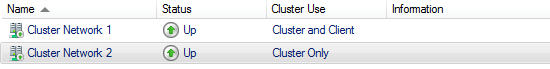 Name Status Cluster Use Information
Cluster Network 1 Up Cluster and Client
Cluster Network 2 Up Cluster Only